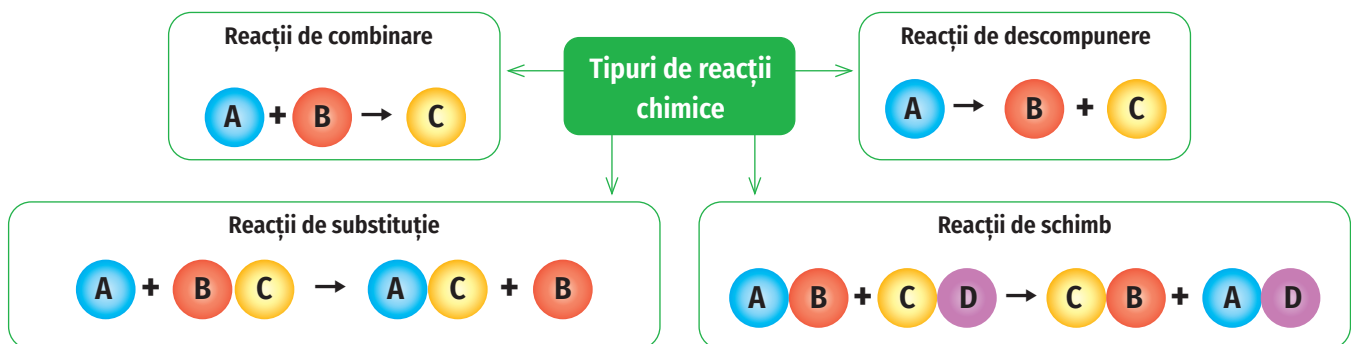 Reacții de combinare
A + B → C
Tipuri de reacții
chimice
Reacții de descompunere
A → B + C
Reacții de substituție
A + B C → A C + B
Reacții de schimb
A B + C D → C B + A D